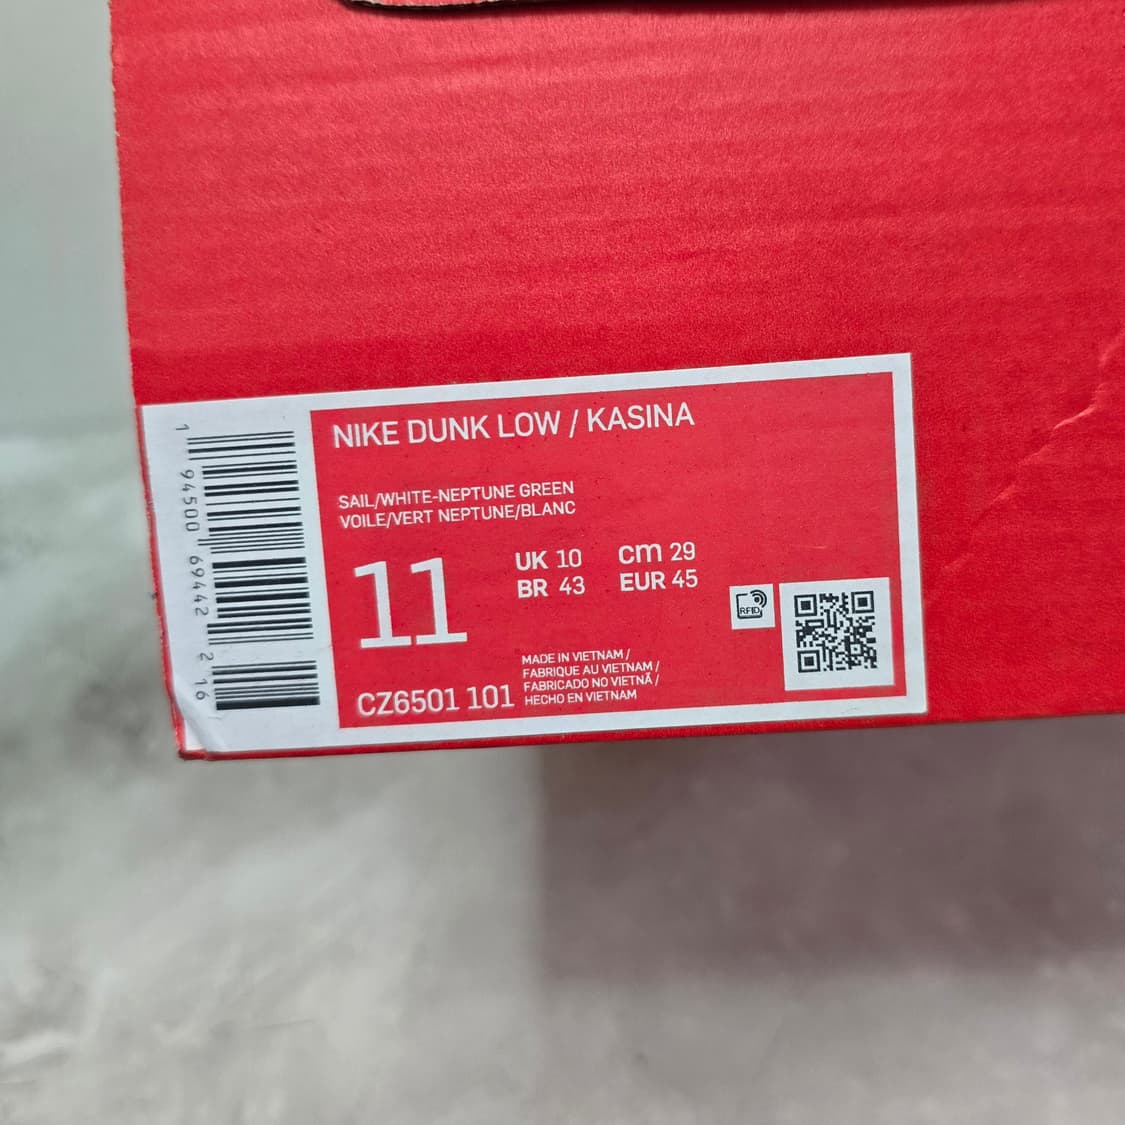 NIKE DUNK LOW / KASINA
SAIL/WHITE-NEPTUNE GREEN
VOILE/VERT NEPTUNE/BLANC
11
UK 10 cm 29
BR 43 EUR 45
RFID
MADE IN VIETNAM /
FABRIQUE AU VIETNAM /
FABRICADO NO VIETNÃ /
HECHO EN VIETNAM
CZ6501 101
1 94500 69442 2 16